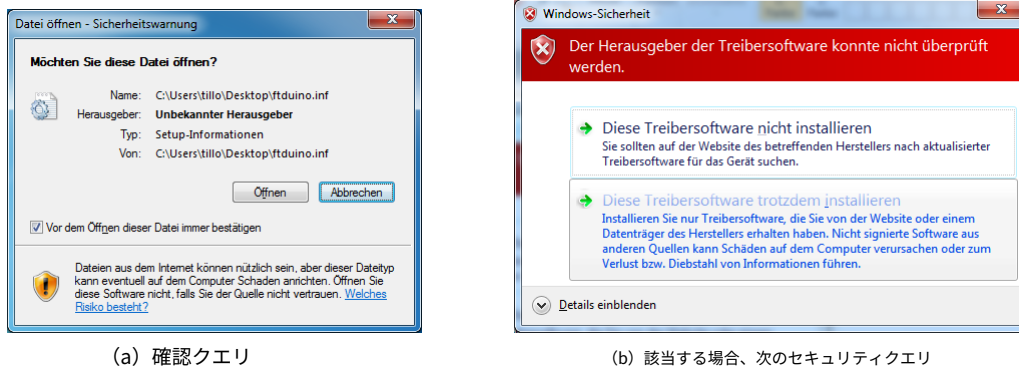 Datei öffnen - Sicherheitswarnung
Möchten Sie diese Datei öffnen?
Name: C:\Users\tillo\Desktop\ftduino.inf
Herausgeber: Unbekannter Herausgeber
Typ: Setup-Informationen
Von: C:\Users\tillo\Desktop\ftduino.inf
Öffnen Abbrechen
Vor dem Öffnen dieser Datei immer bestätigen
Dateien aus dem Internet können nützlich sein, aber dieser Dateityp
kann eventuell auf dem Computer Schaden anrichten. Öffnen Sie
diese Software nicht, falls Sie der Quelle nicht vertrauen. Welches
Risiko besteht?
(a) 確認クエリ
Windows-Sicherheit
Der Herausgeber der Treibersoftware konnte nicht überprüft
werden.
Diese Treibersoftware nicht installieren
Sie sollten auf der Website des betreffenden Herstellers nach aktualisierter
Treibersoftware für das Gerät suchen.
Diese Treibersoftware trotzdem installieren
Installieren Sie nur Treibersoftware, die Sie von der Website oder einem
Datenträger des Herstellers erhalten haben. Nicht signierte Software aus
anderen Quellen kann Schäden auf dem Computer verursachen oder zum
Verlust bzw. Diebstahl von Informationen führen.
Details einblenden
(b) 該当する場合、次のセキュリティクエリ